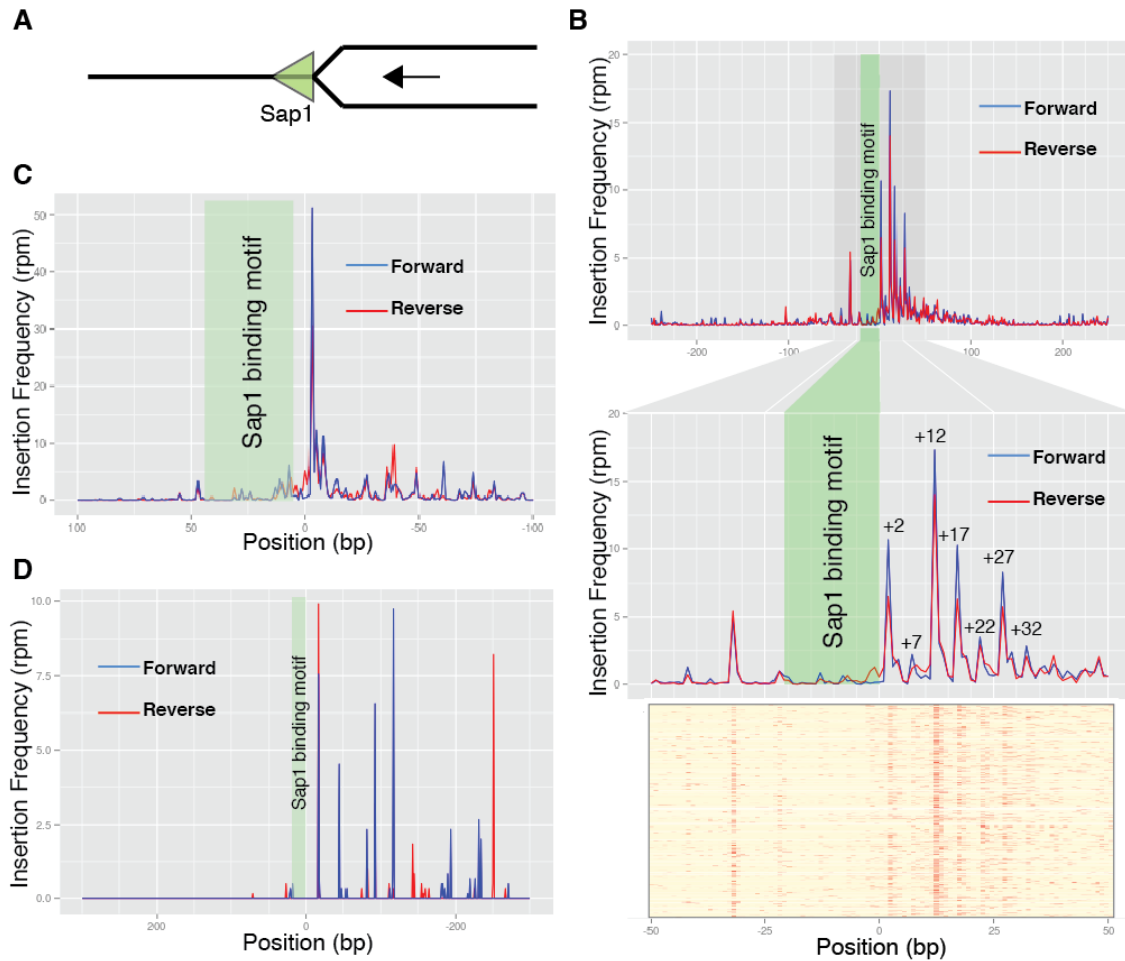 A
Sap1
B
Insertion Frequency (rpm)
20
15
10
5
0
Sap1 binding motif
Forward
Reverse
-200
-100
0
100
200
20
15
10
5
0
Insertion Frequency (rpm)
Sap1 binding motif
+2
+7
+12
+17
+22
+27
+32
Forward
Reverse
-50
-25
0
25
50
Position (bp)
C
Insertion Frequency (rpm)
50
40
30
20
10
0
Sap1 binding motif
Forward
Reverse
100
50
0
-50
-100
Position (bp)
D
Insertion Frequency (rpm)
10.0
7.5
5.0
2.5
0.0
Forward
Reverse
Sap1 binding motif
200
0
-200
Position (bp)